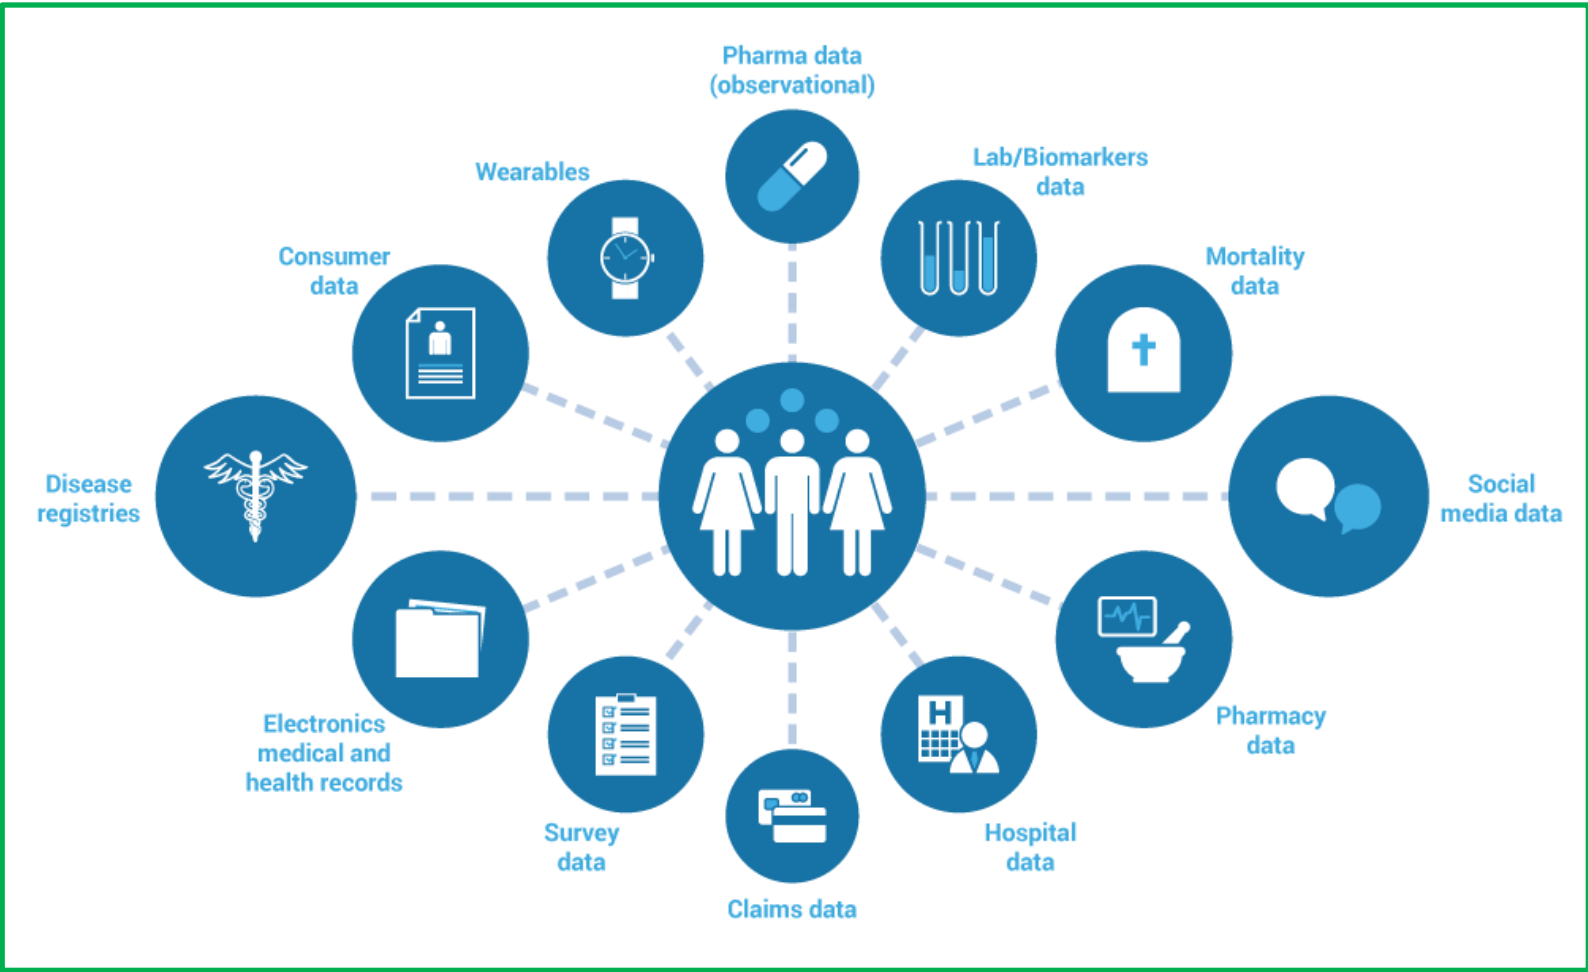 Pharma data
(observational)
Lab/Biomarkers
data
Wearables
Consumer
data
Mortality
data
Disease
registries
Social
media data
Electronics
medical and
health records
Pharmacy
data
H
Survey
data
Hospital
data
Claims data